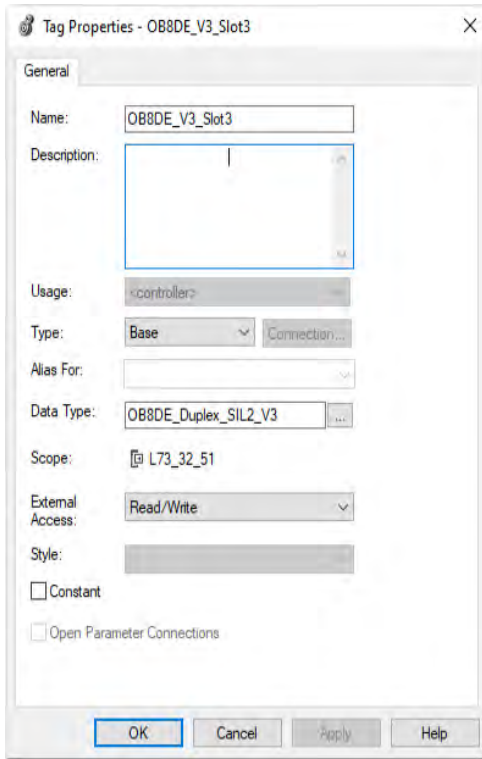 Tag Properties - OB8DE_V3_Slot3
General
Name: OB8DE_V3_Slot3
Description:
Usage: <controller>
Type: Base Connection...
Alias For:
Data Type: OB8DE_Duplex_SIL2_V3 ...
Scope: L73_32_51
External Access: Read/Write
Style:
Constant
Open Parameter Connections
OK Cancel Apply Help